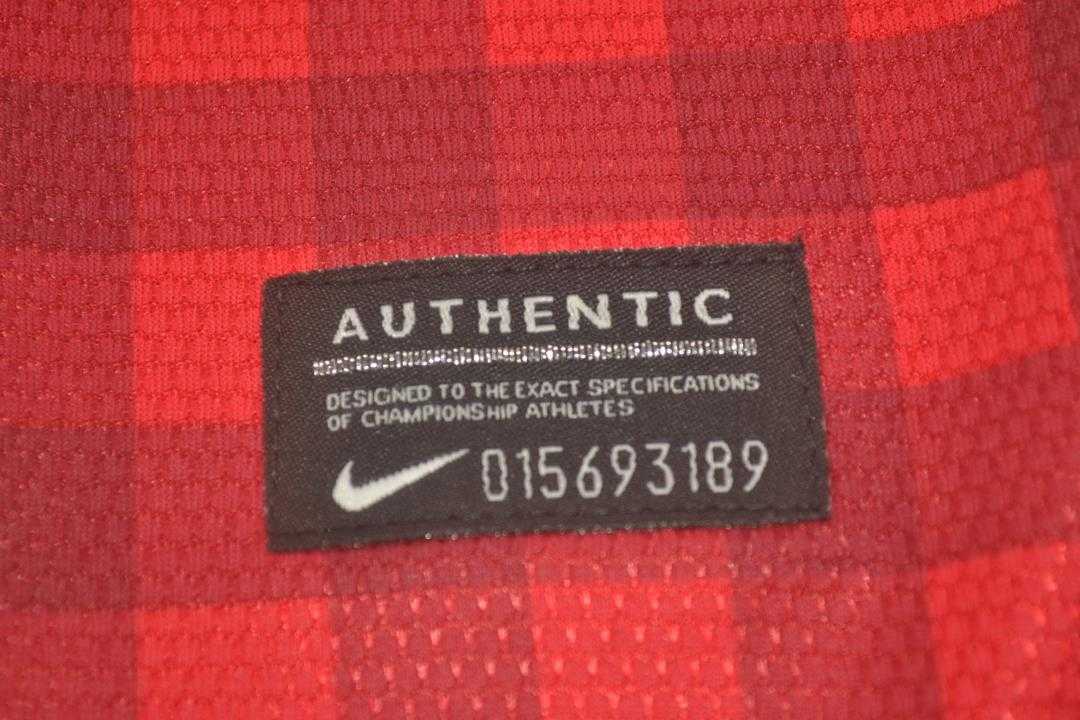 AUTHENTIC
DESIGNED TO THE EXACT SPECIFICATIONS
OF CHAMPIONSHIP ATHLETES
015693189